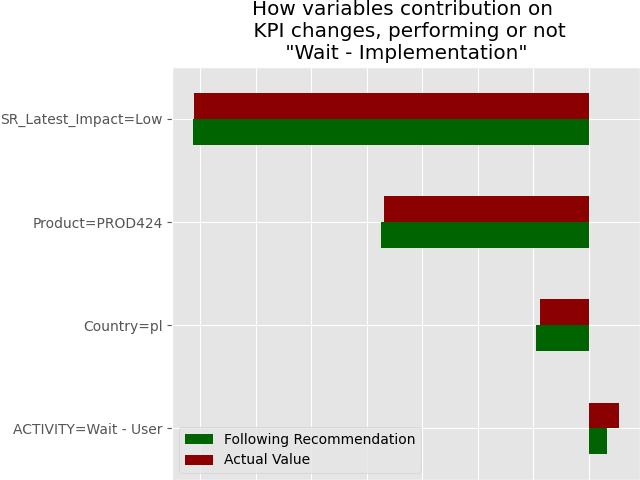 How variables contribution on
KPI changes, performing or not
"Wait - Implementation"
SR_Latest_Impact=Low
Product=PROD424
Country=pl
ACTIVITY=Wait - User
Following Recommendation
Actual Value